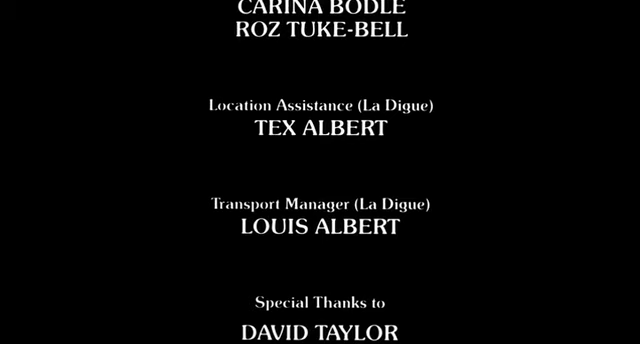 CARINA BODLE
ROZ TUKE-BELL
Location Assistance (La Digue)
TEX ALBERT
Transport Manager (La Digue)
LOUIS ALBERT
Special Thanks to
DAVID TAYLOR